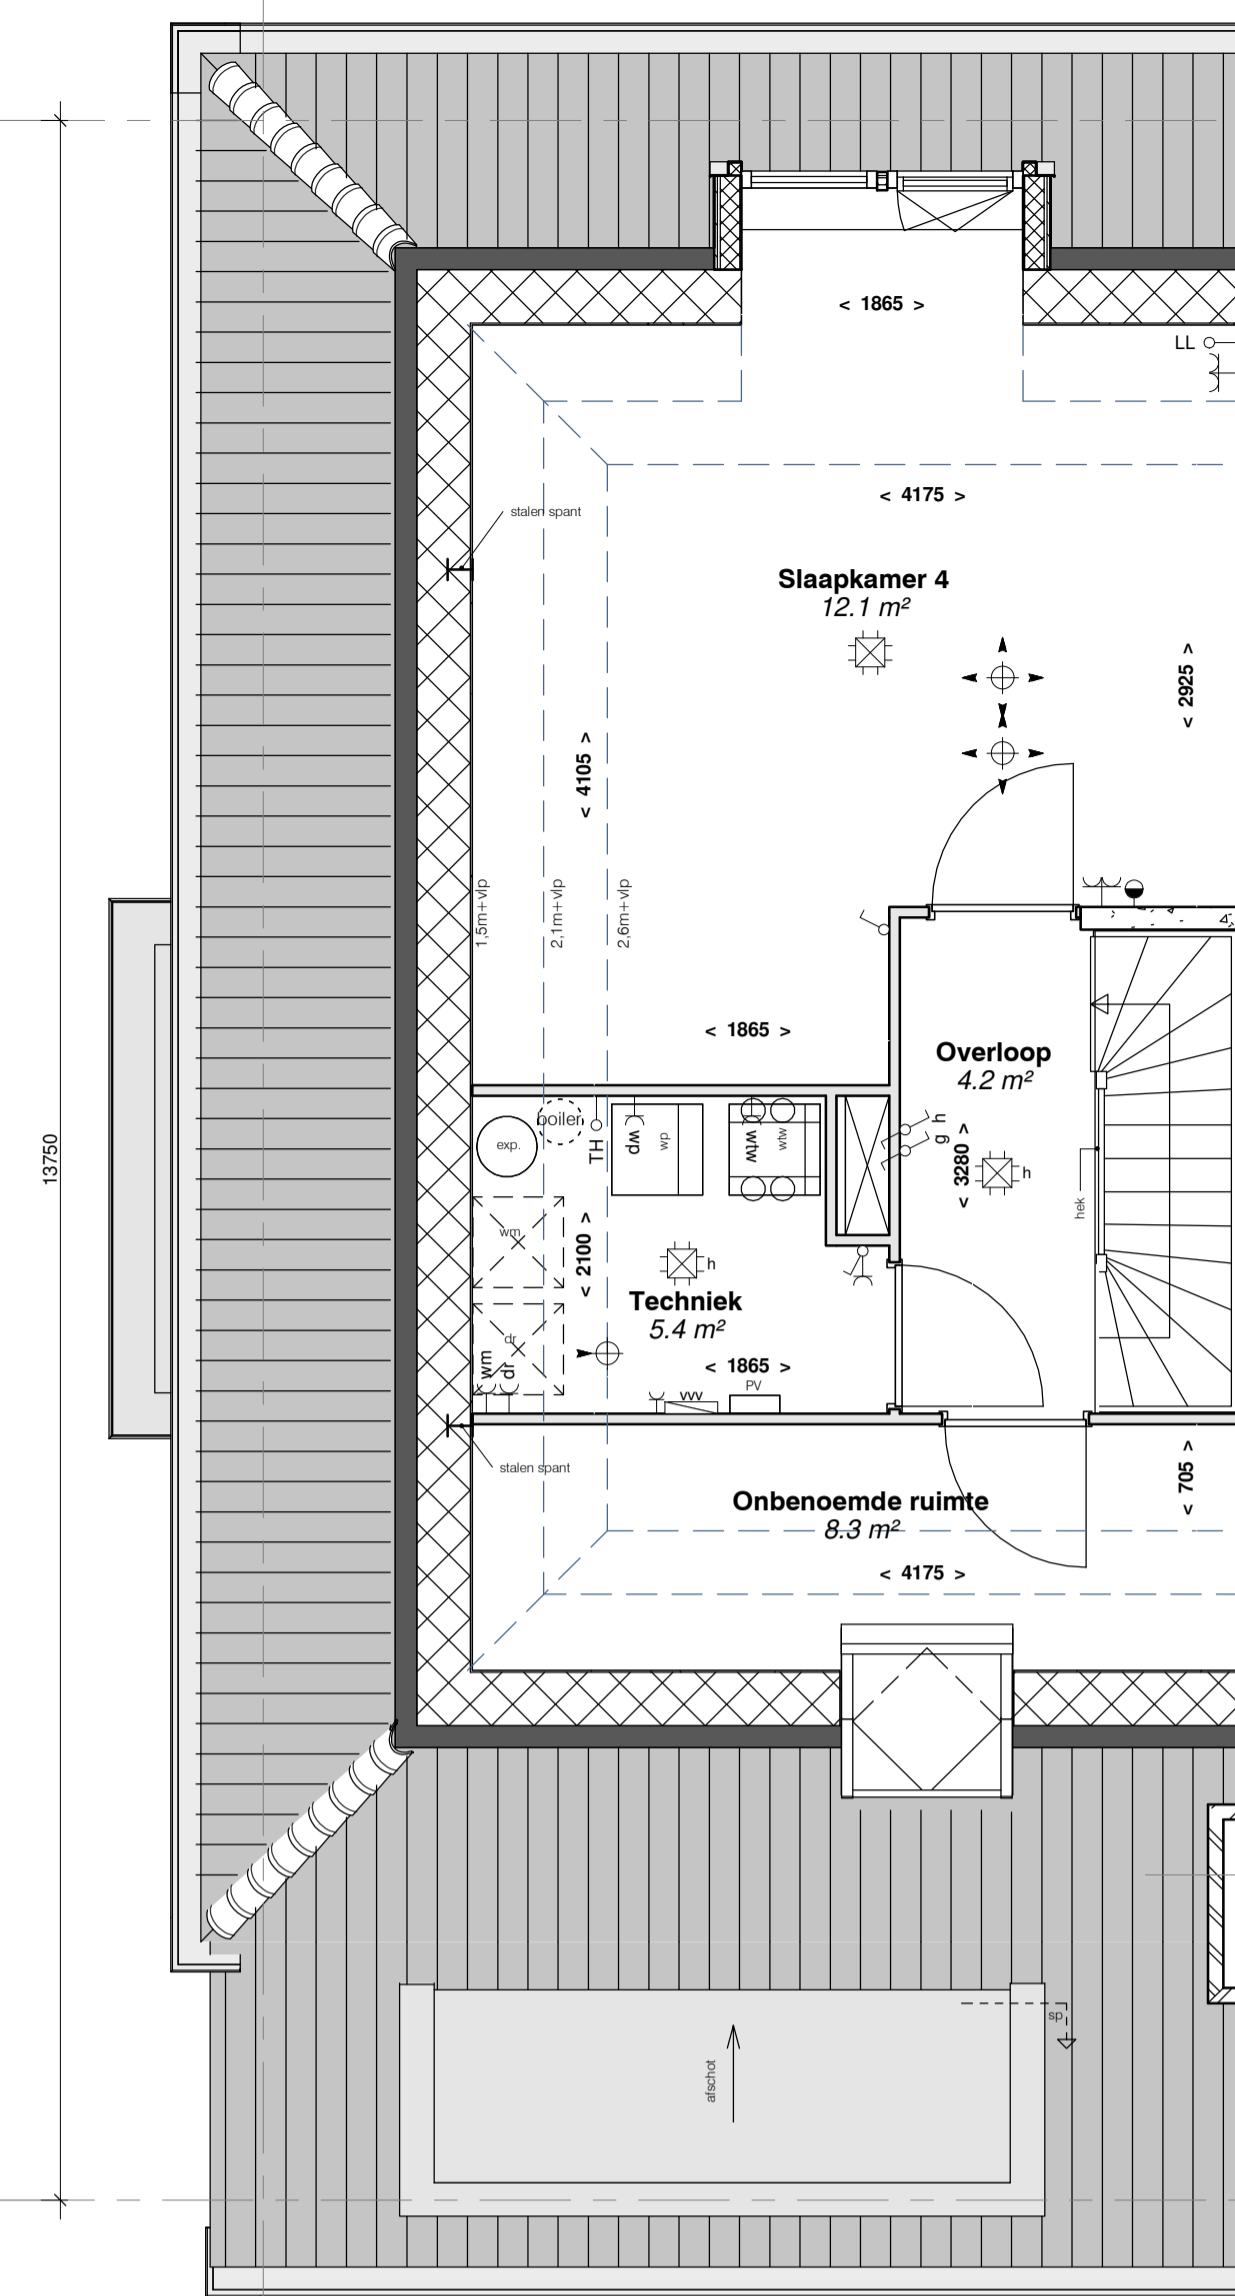 < 1865 >
LL
< 4175 >
stalen spant
Slaapkamer 4
12.1 m²
< 2925 >
< 4105 >
1,5m+vlp
2,1m+vlp
2,6m+vlp
< 1865 >
Overloop
4.2 m²
13750
exp.
boiler
TH
wp
wp
wtw
wtw
g h
< 3280 >
h
hek
wm
< 2100 >
h
Techniek
5.4 m²
dr
wm
dr
< 1865 >
VVV
PV
stalen spant
< 705 >
Onbenoemde ruimte
8.3 m²
< 4175 >
sp
afschot